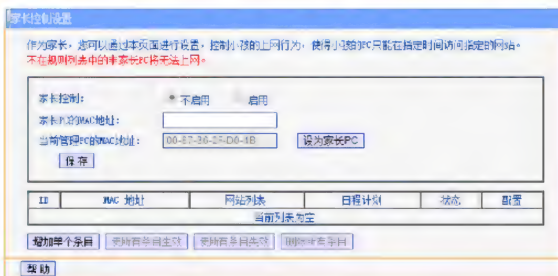 家长控制设置
作为家长，您可以通过本页面进行设置，控制小孩的上网行为，使得小孩的PC只能在指定时间访问指定的网站。
不在规则列表中的非家长PC将无法上网。
家长控制： 不启用 启用
家长PC的MAC地址：
当前管理PC的MAC地址： 设为家长PC
保存
ID MAC 地址 网站列表 日程计划 状态 配置
当前列表为空
增加单个条目 使所有条目生效 使所有条目失效 删除所有条目
帮助